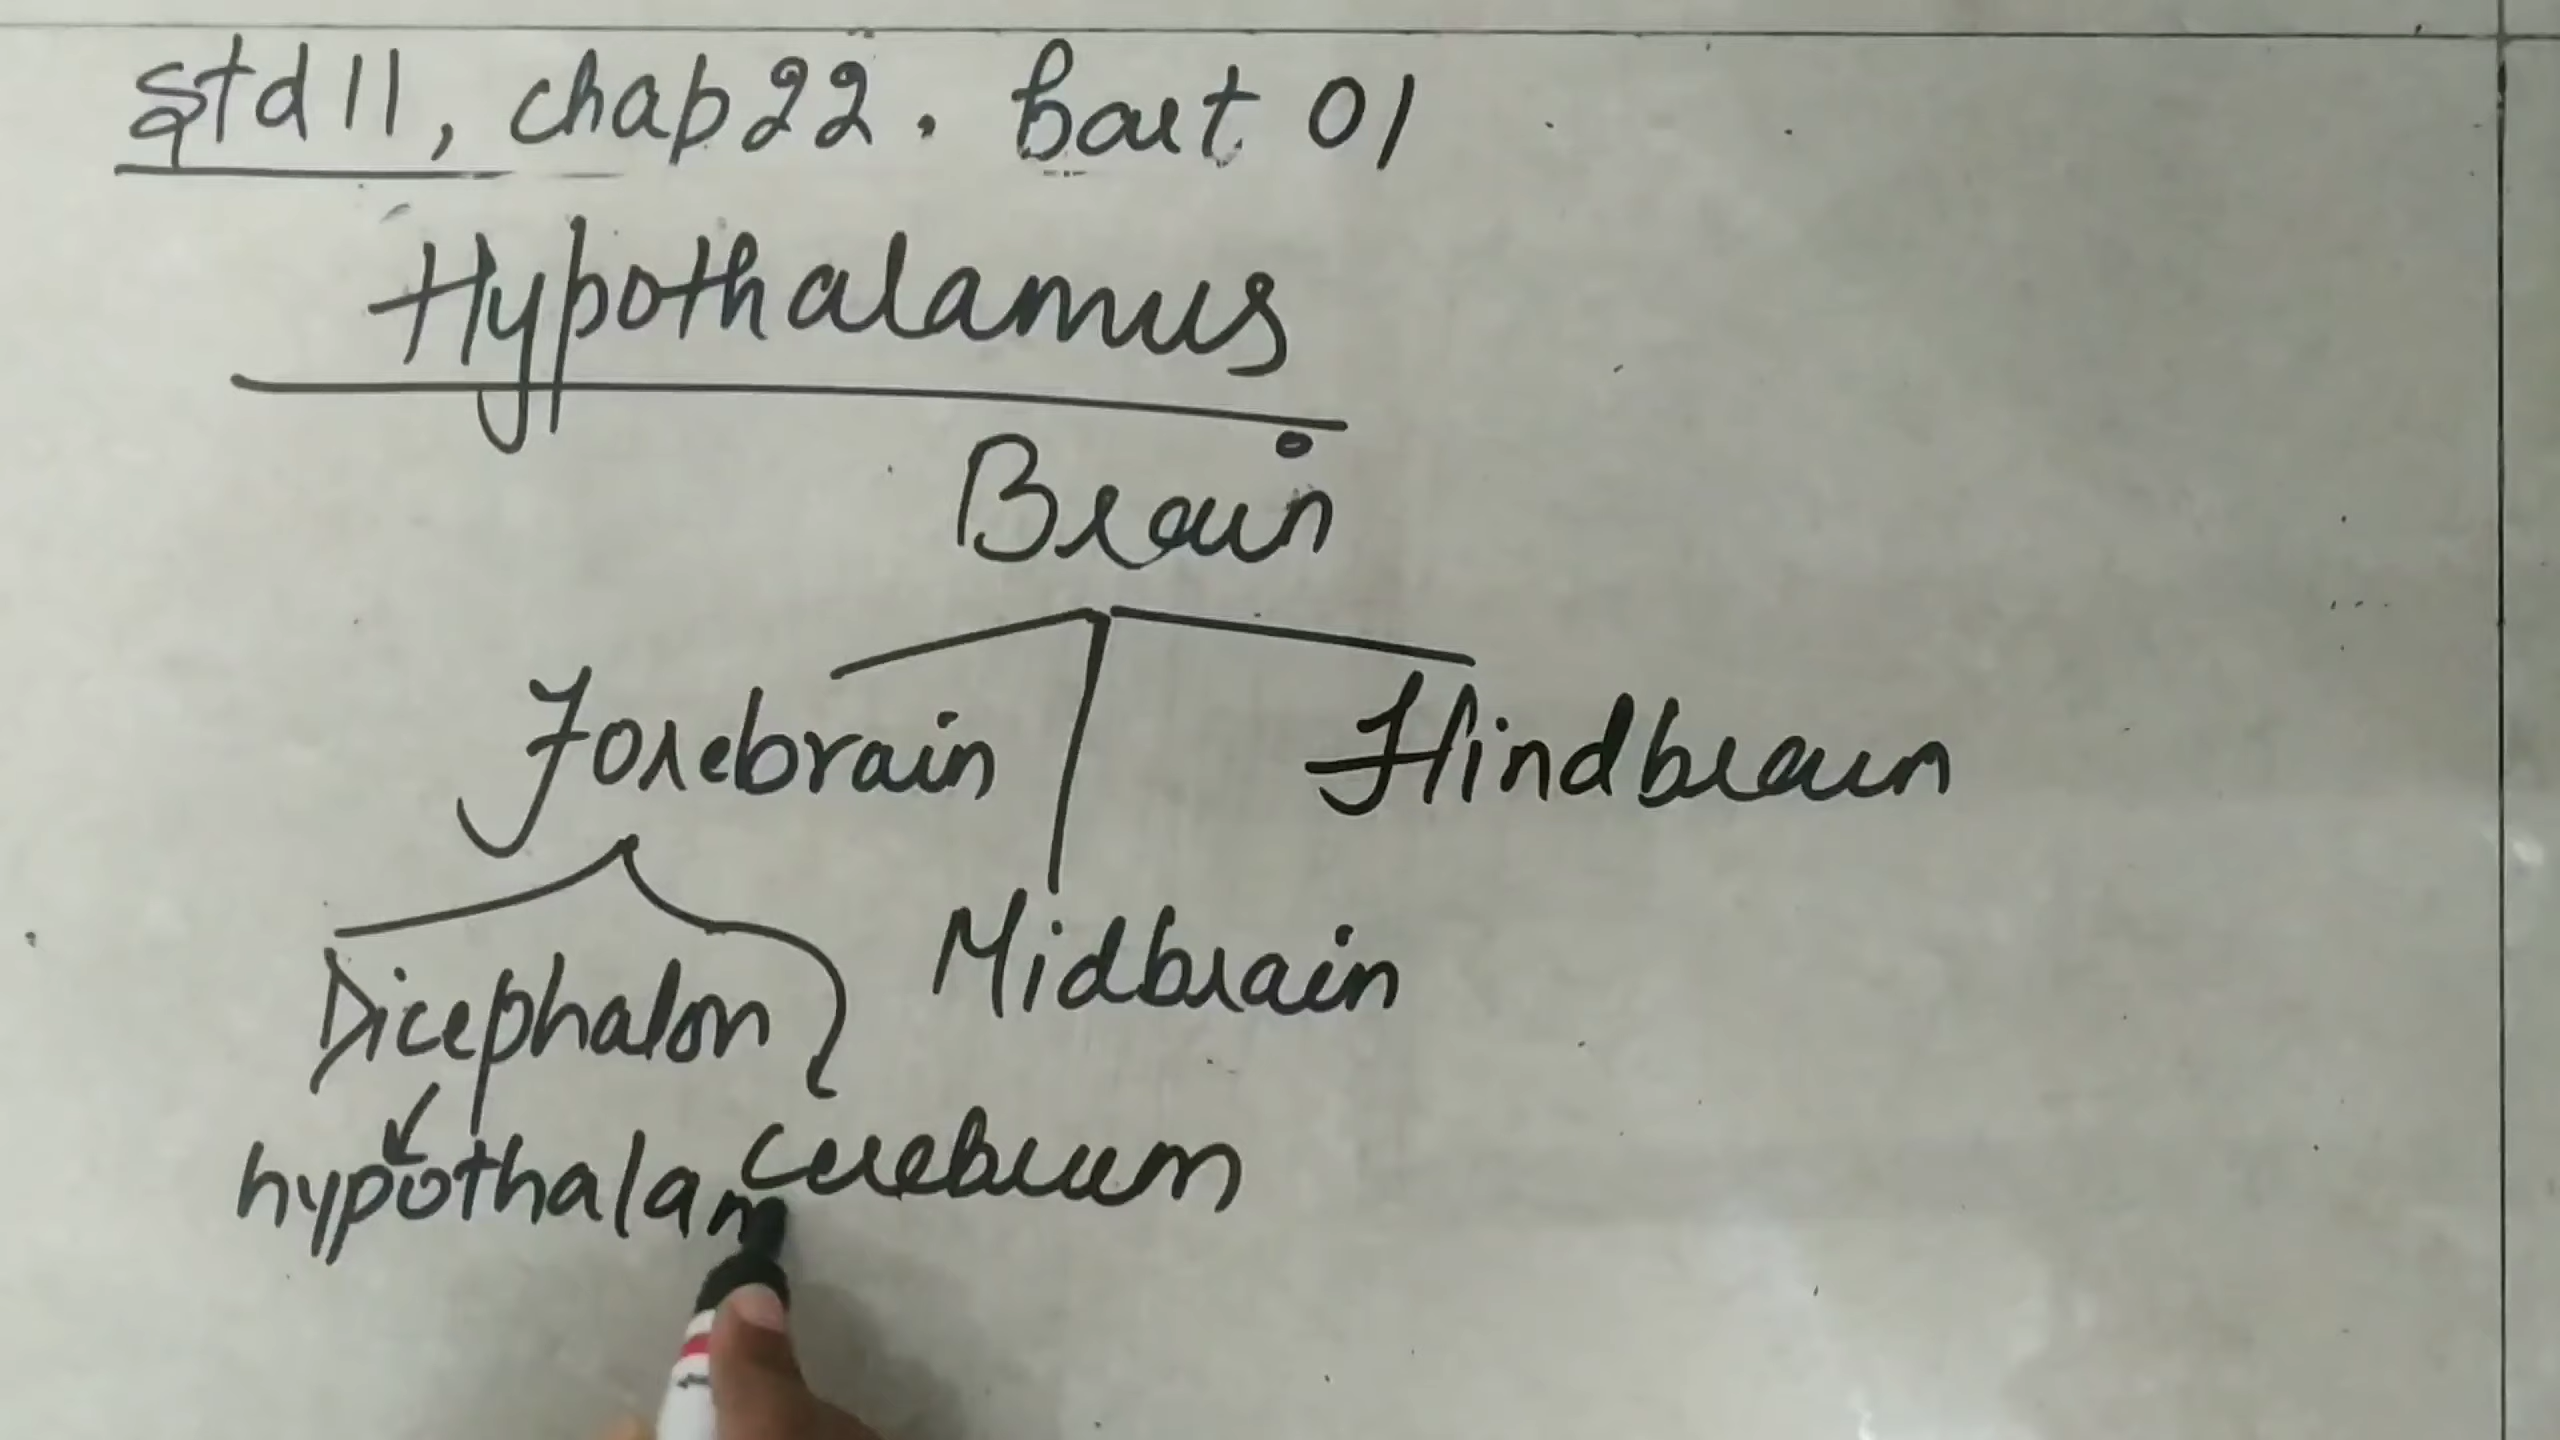 Std 11, chap 22. Part 01
Hypothalamus
Brain
Forebrain Hindbrain
Midbrain
Dicephalon
Cerebrum
hypothalam